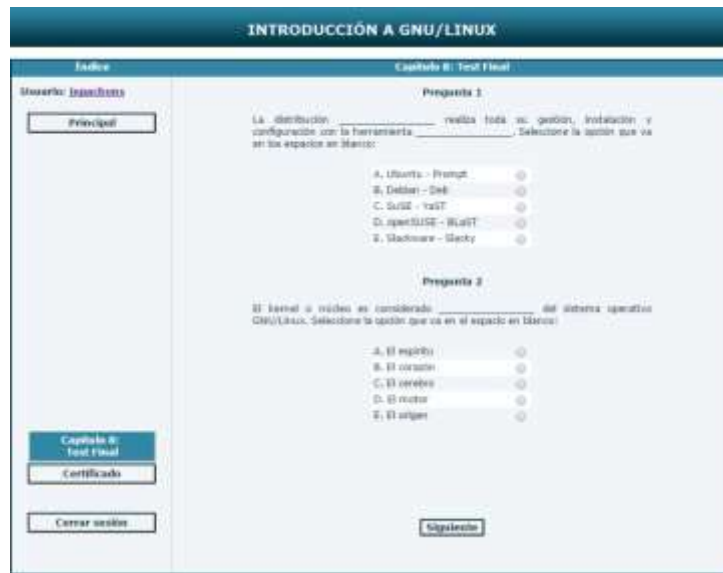 INTRODUCCIÓN A GNU/LINUX
Índice
Capítulo 8: Test Final
Usuario:
Principal
Pregunta 1
La distribución ________________ realiza toda su gestión, instalación y
configuración con la herramienta ________________. Seleccione la opción que va
en los espacios en blanco:
A. Ubuntu - Prompt
B. Debian - Deb
C. SuSE - YaST
D. openSUSE - BLaST
E. Slackware - Slacky
Pregunta 2
El kernel o núcleo es considerado ________________ del sistema operativo
GNU/Linux. Seleccione la opción que va en el espacio en blanco:
A. El espíritu
B. El corazón
C. El cerebro
D. El motor
E. El origen
Capítulo 8:
Test Final
Certificado
Cerrar sesión
Siguiente